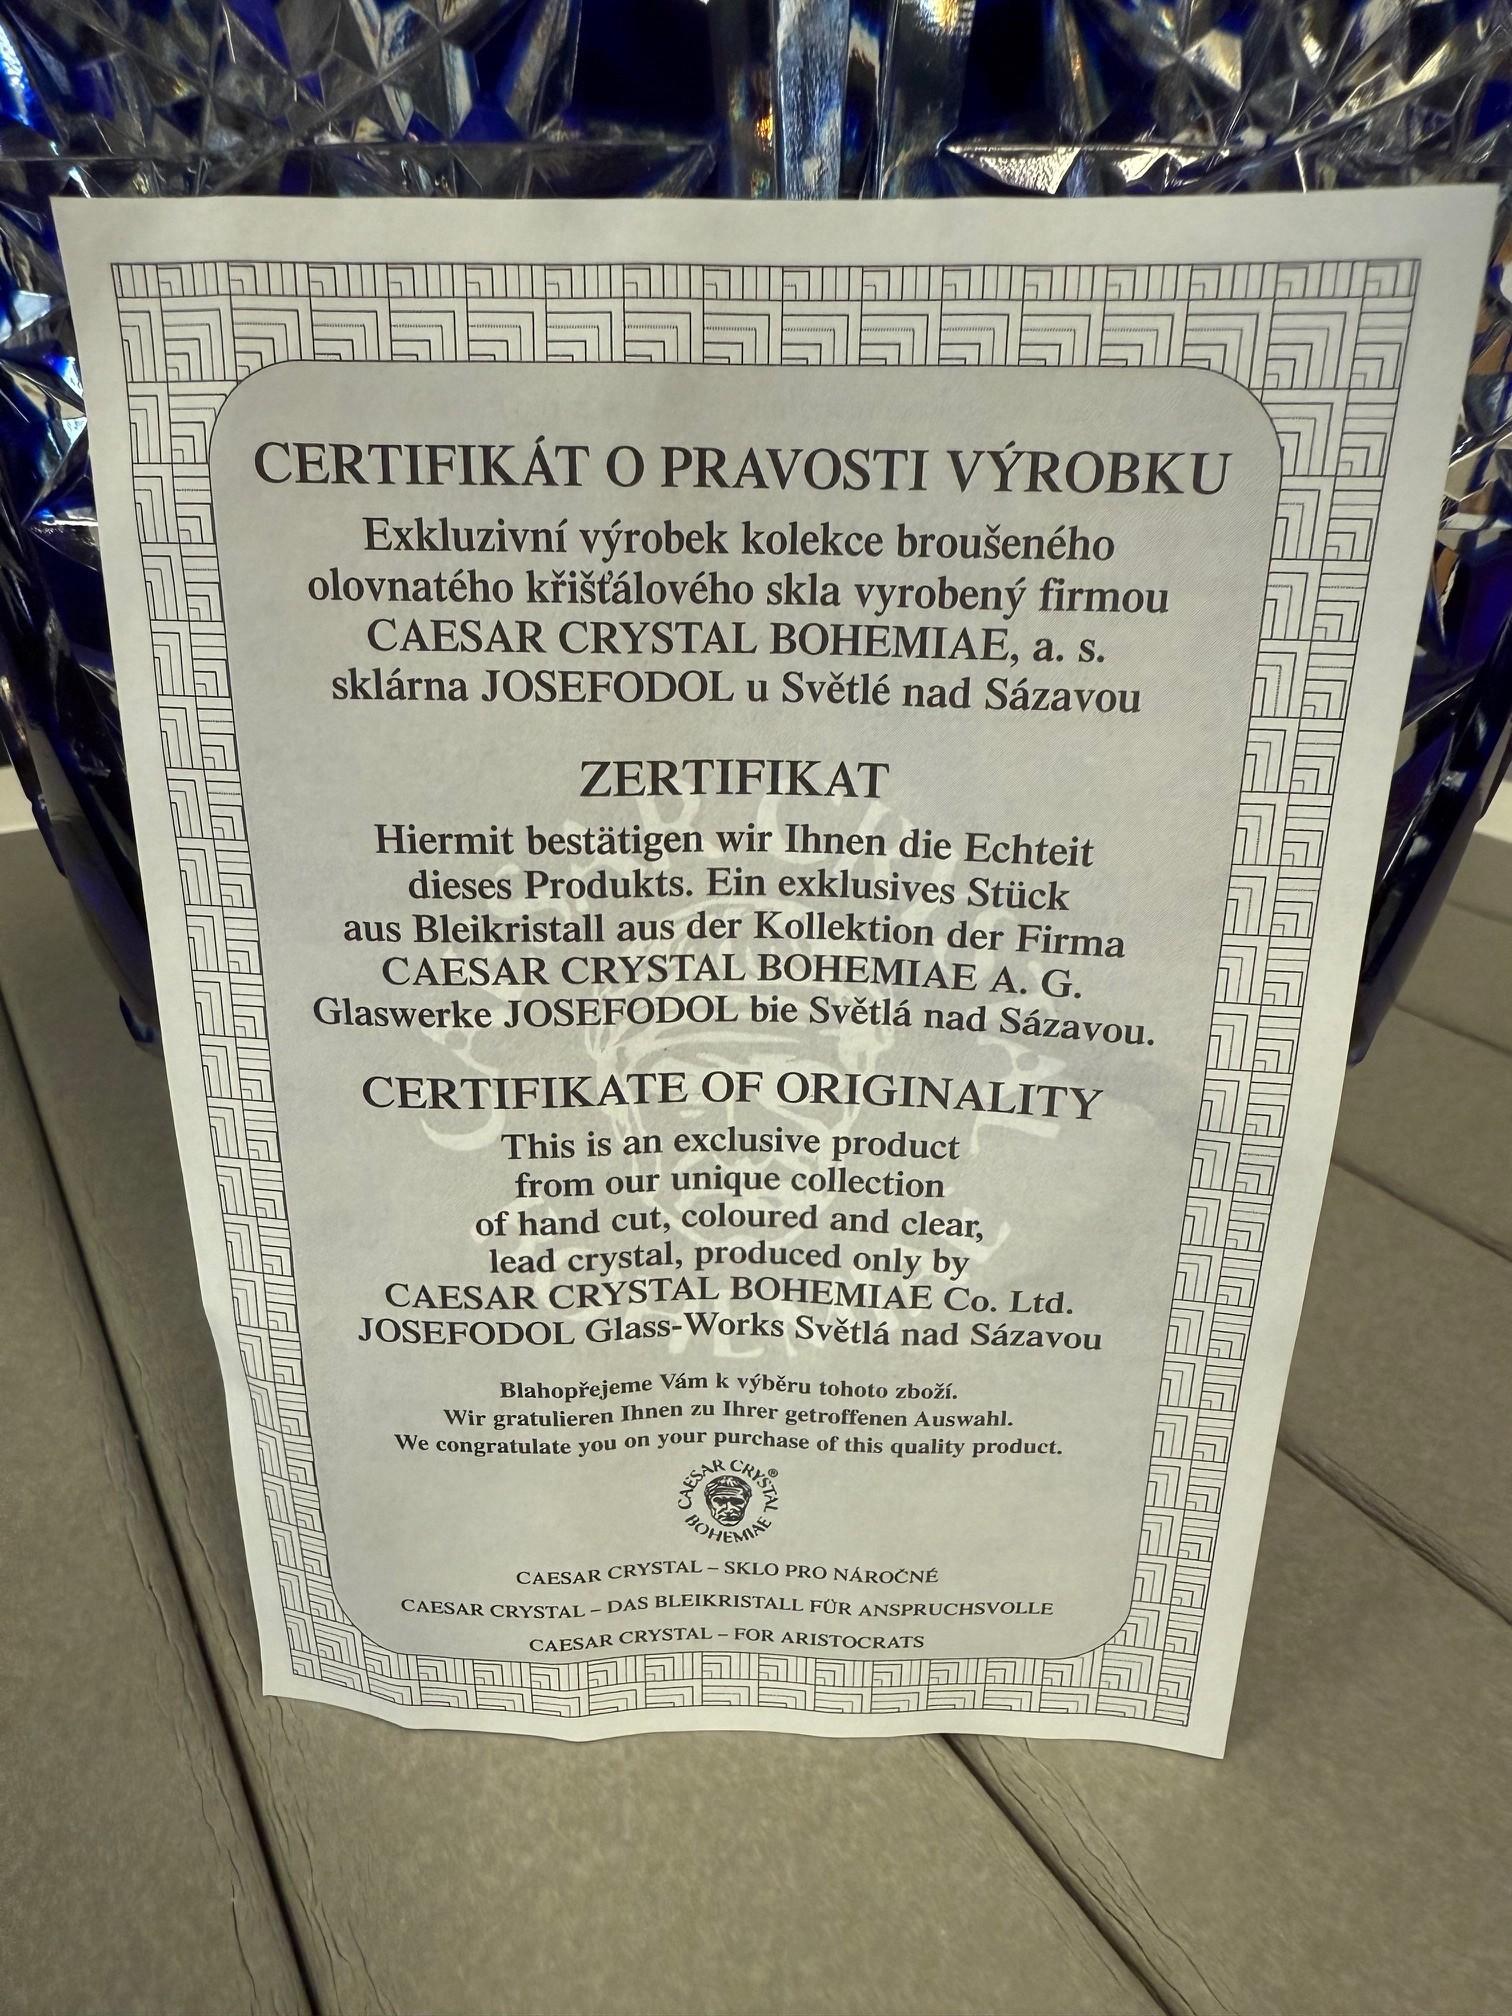 CERTIFIKÁT O PRAVOSTI VÝROBKU
Exkluzivní výrobek kolekce broušeného
olovnatého křišťálového skla vyrobený firmou
CAESAR CRYSTAL BOHEMIAE, a. s.
sklárna JOSEFODOL u Světlé nad Sázavou
ZERTIFIKAT
Hiermit bestätigen wir Ihnen die Echteit
dieses Produkts. Ein exklusives Stück
aus Bleikristall aus der Kollektion der Firma
CAESAR CRYSTAL BOHEMIAE A. G.
Glaswerke JOSEFODOL bie Světlá nad Sázavou.
CERTIFIKATE OF ORIGINALITY
This is an exclusive product
from our unique collection
of hand cut, coloured and clear,
lead crystal, produced only by
CAESAR CRYSTAL BOHEMIAE Co. Ltd.
JOSEFODOL Glass-Works Světlá nad Sázavou
Blahopřejeme Vám k výběru tohoto zboží.
Wir gratulieren Ihnen zu Ihrer getroffenen Auswahl.
We congratulate you on your purchase of this quality product.
CAESAR CRYSTAL ®
BOHEMIAE
CAESAR CRYSTAL – SKLO PRO NÁROČNÉ
CAESAR CRYSTAL – DAS BLEIKRISTALL FÜR ANSPRUCHSVOLLE
CAESAR CRYSTAL – FOR ARISTOCRATS